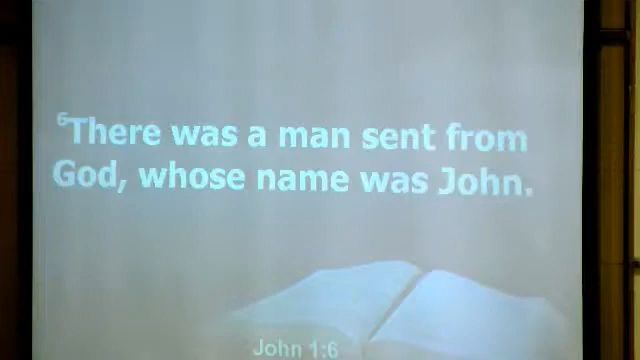 ⁶There was a man sent from
God, whose name was John.
John 1:6